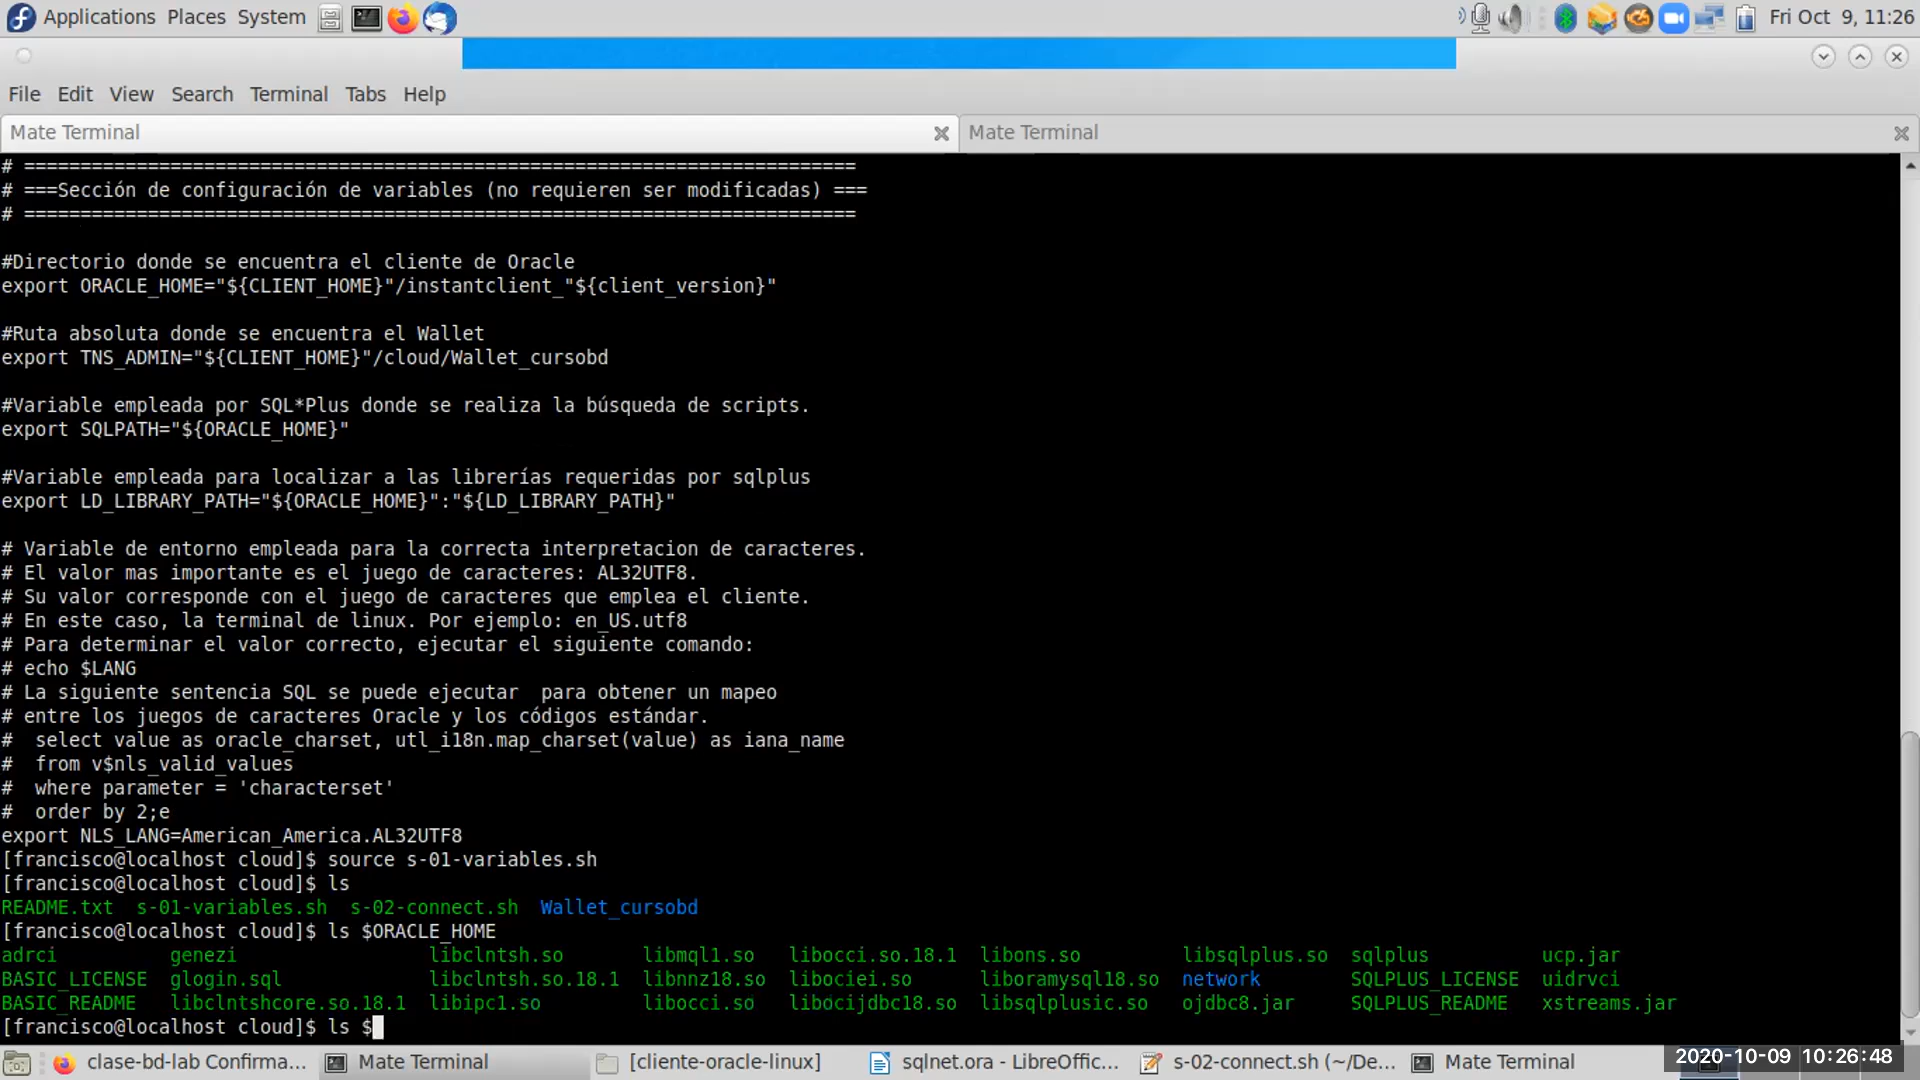 Applications Places System Fri Oct 9, 11:26
File Edit View Search Terminal Tabs Help
Mate Terminal Mate Terminal
# ==========================================================================
# ===Sección de configuración de variables (no requieren ser modificadas) ===
# ==========================================================================
#Directorio donde se encuentra el cliente de Oracle
export ORACLE_HOME="${CLIENT_HOME}"/instantclient_"${client_version}"
#Ruta absoluta donde se encuentra el Wallet
export TNS_ADMIN="${CLIENT_HOME}"/cloud/Wallet_cursobd
#Variable empleada por SQL*Plus donde se realiza la búsqueda de scripts.
export SQLPATH="${ORACLE_HOME}"
#Variable empleada para localizar a las librerías requeridas por sqlplus
export LD_LIBRARY_PATH="${ORACLE_HOME}":"${LD_LIBRARY_PATH}"
# Variable de entorno empleada para la correcta interpretacion de caracteres.
# El valor mas importante es el juego de caracteres: AL32UTF8.
# Su valor corresponde con el juego de caracteres que emplea el cliente.
# En este caso, la terminal de linux. Por ejemplo: en_US.utf8
# Para determinar el valor correcto, ejecutar el siguiente comando:
# echo $LANG
# La siguiente sentencia SQL se puede ejecutar  para obtener un mapeo
# entre los juegos de caracteres Oracle y los códigos estándar.
#  select value as oracle_charset, utl_i18n.map_charset(value) as iana_name
#  from v$nls_valid_values
#  where parameter = 'characterset'
#  order by 2;e
export NLS_LANG=American_America.AL32UTF8
[francisco@localhost cloud]$ source s-01-variables.sh
[francisco@localhost cloud]$ ls
README.txt  s-01-variables.sh  s-02-connect.sh  Wallet_cursobd
[francisco@localhost cloud]$ ls $ORACLE_HOME
adrci genezi libclntsh.so libmql1.so libocci.so.18.1 libons.so libsqlplus.so sqlplus ucp.jar
BASIC_LICENSE glogin.sql libclntsh.so.18.1 libnnz18.so libociei.so liboramysql18.so network SQLPLUS_LICENSE uidrvci
BASIC_README libclntshcore.so.18.1 libipc1.so libocci.so libocijdbc18.so libsqlplusic.so ojdbc8.jar SQLPLUS_README xstreams.jar
[francisco@localhost cloud]$ ls $
clase-bd-lab Confirma... Mate Terminal [cliente-oracle-linux] sqlnet.ora - LibreOffic... s-02-connect.sh (~/De... Mate Terminal 2020-10-09 10:26:48